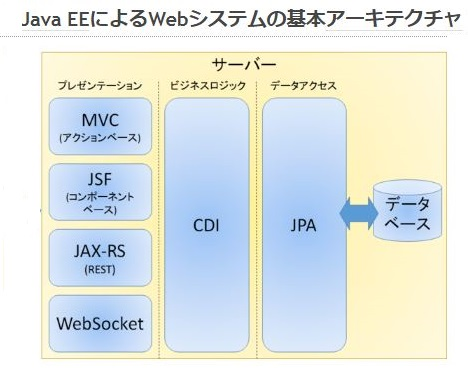 Java EEによるWebシステムの基本アーキテクチャ
サーバー
プレゼンテーション
ビジネスロジック
データアクセス
MVC
(アクションベース)
JSF
(コンポーネント
ベース)
JAX-RS
(REST)
WebSocket
CDI
JPA
データ
ベース